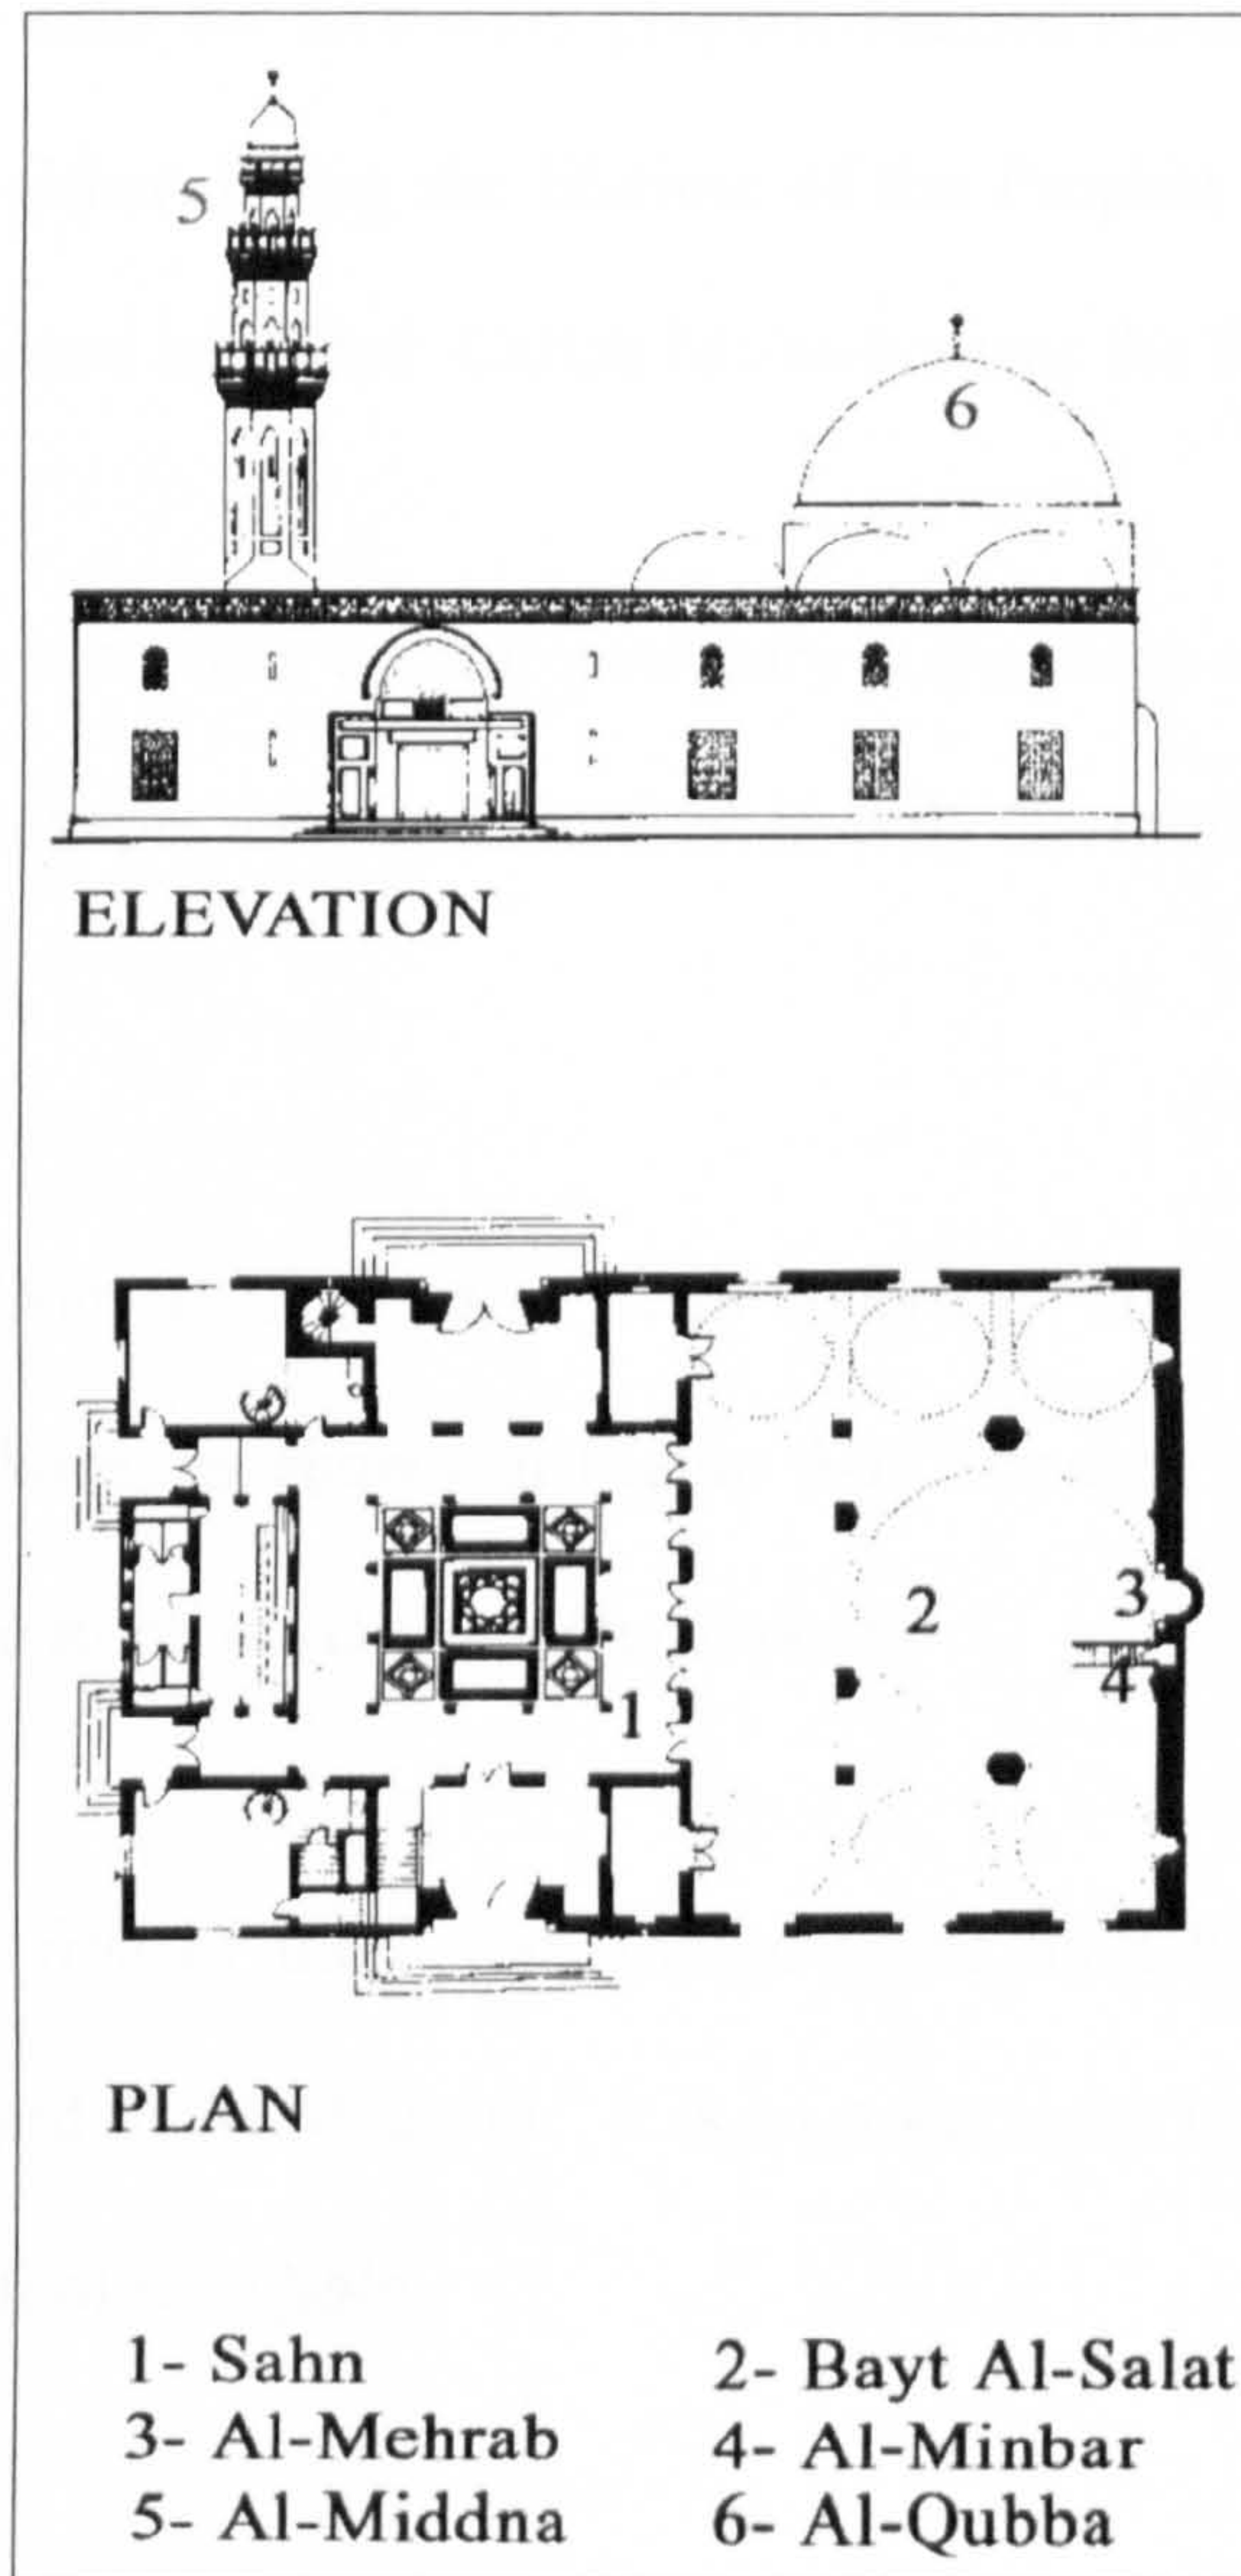 5
6
ELEVATION
2
3
4
1
PLAN
1- Sahn 2- Bayt Al-Salat
3- Al-Mehrab 4- Al-Minbar
5- Al-Middna 6- Al-Qubba